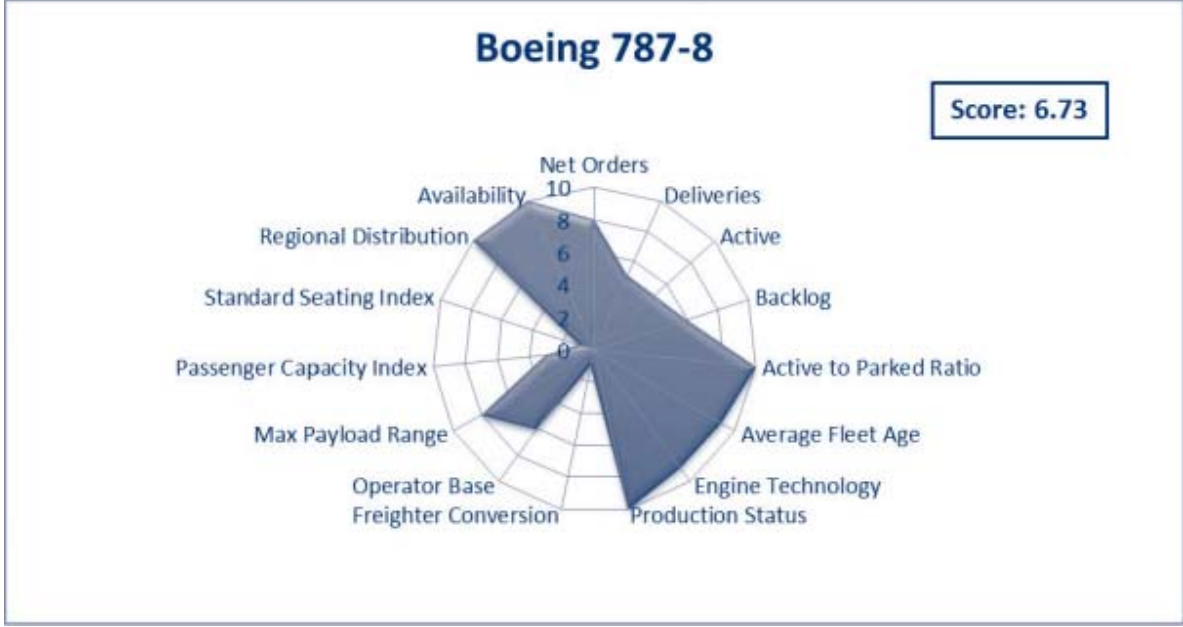 Boeing 787-8
Score: 6.73
Net Orders
Deliveries
Active
Backlog
Active to Parked Ratio
Average Fleet Age
Engine Technology
Production Status
Freighter Conversion
Operator Base
Max Payload Range
Passenger Capacity Index
Standard Seating Index
Regional Distribution
Availability
10
8
6
4
2
0